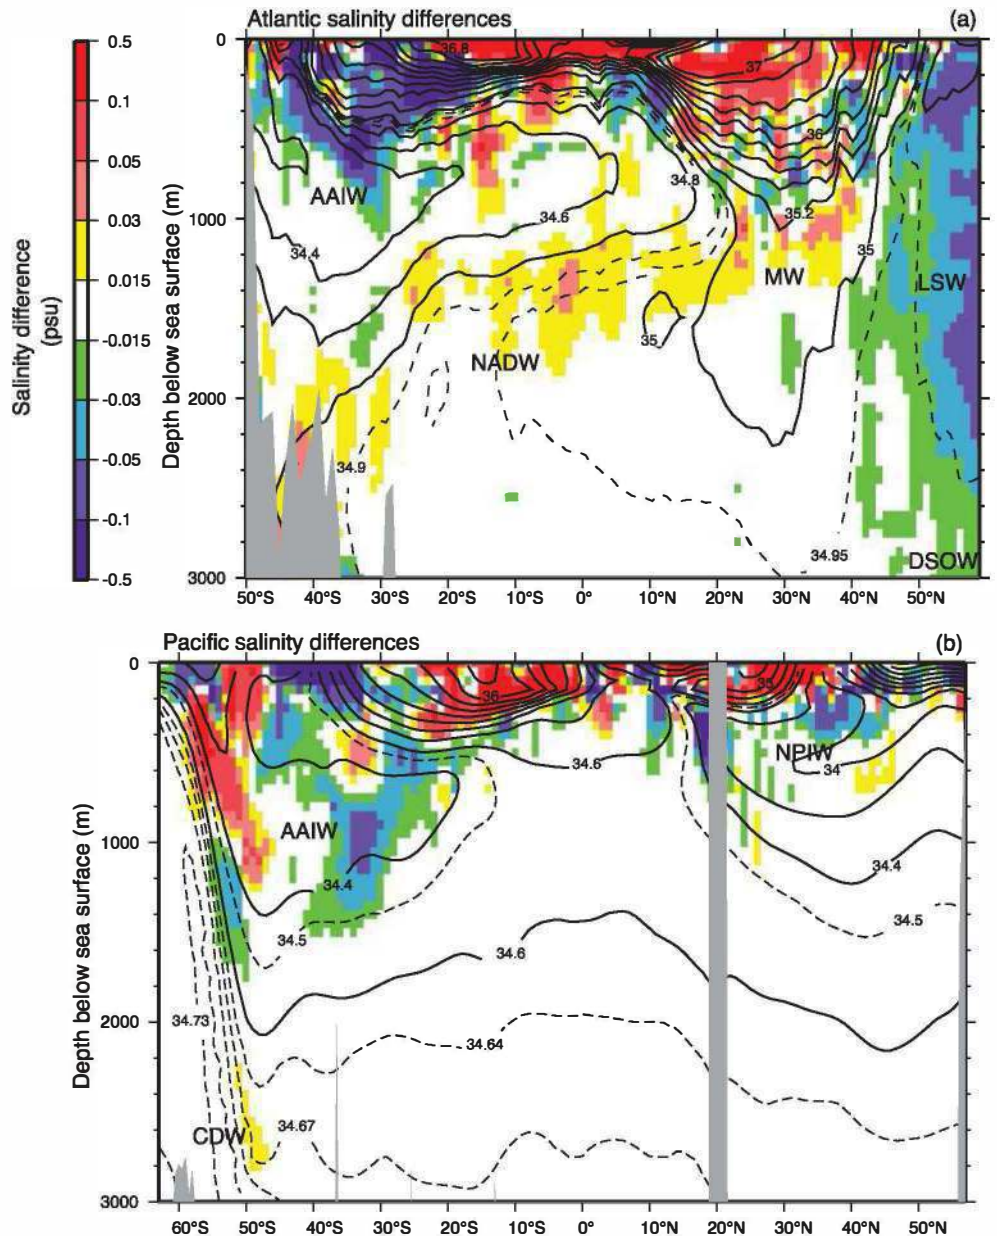 Atlantic salinity differences
(a)
0.5
0.1
0.05
0.03
0.015
-0.015
-0.03
-0.05
-0.1
-0.5
Salinity difference
(psu)
Depth below sea surface (m)
0
1000
2000
3000
36.8
37
36
AAIW
34.8
34.6
35.2
34.4
35
MW
LSW
35
NADW
34.9
34.95
DSOW
50°S 40°S 30°S 20°S 10°S 0° 10°N 20°N 30°N 40°N 50°N
Pacific salinity differences
(b)
Depth below sea surface (m)
0
1000
2000
3000
36
35
NPIW
34.6
34
AAIW
34.4
34.4
34.5
34.5
34.6
34.73
34.64
34.67
CDW
60°S 50°S 40°S 30°S 20°S 10°S 0° 10°N 20°N 30°N 40°N 50°N